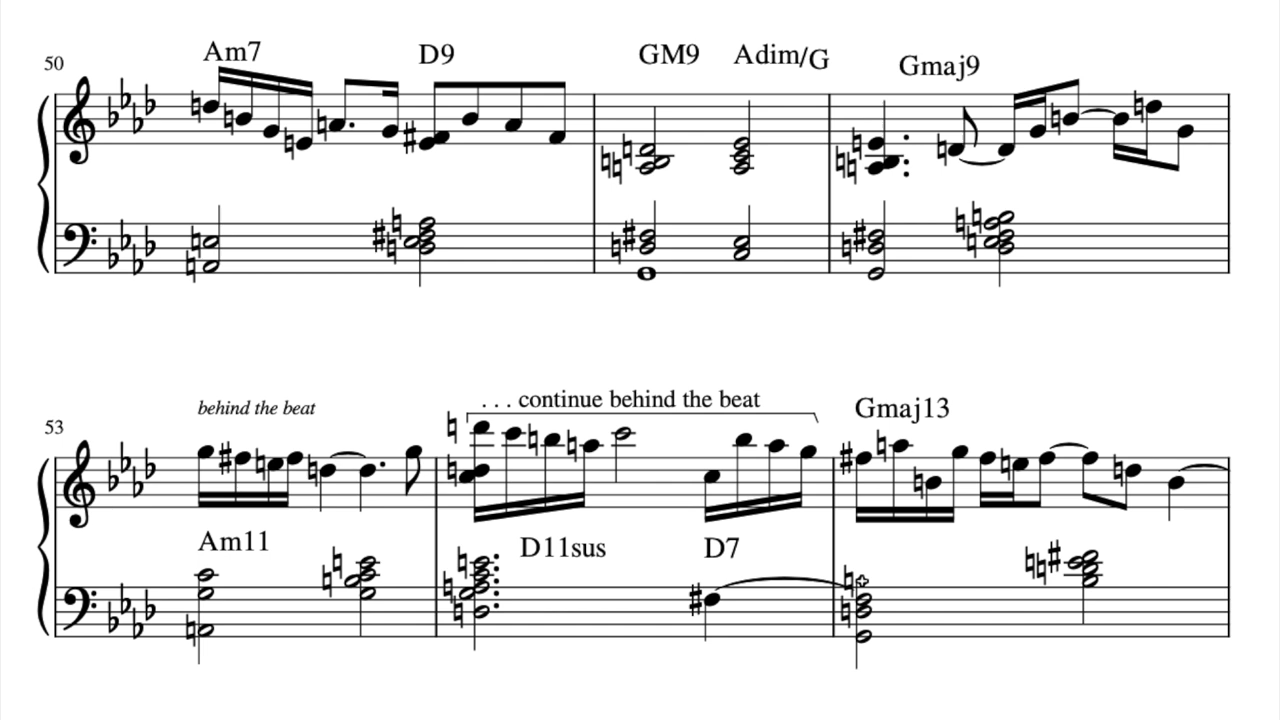 50
Am7 D9 GM9 Adim/G Gmaj9
53
behind the beat
. . . continue behind the beat
Gmaj13
Am11 D11sus D7